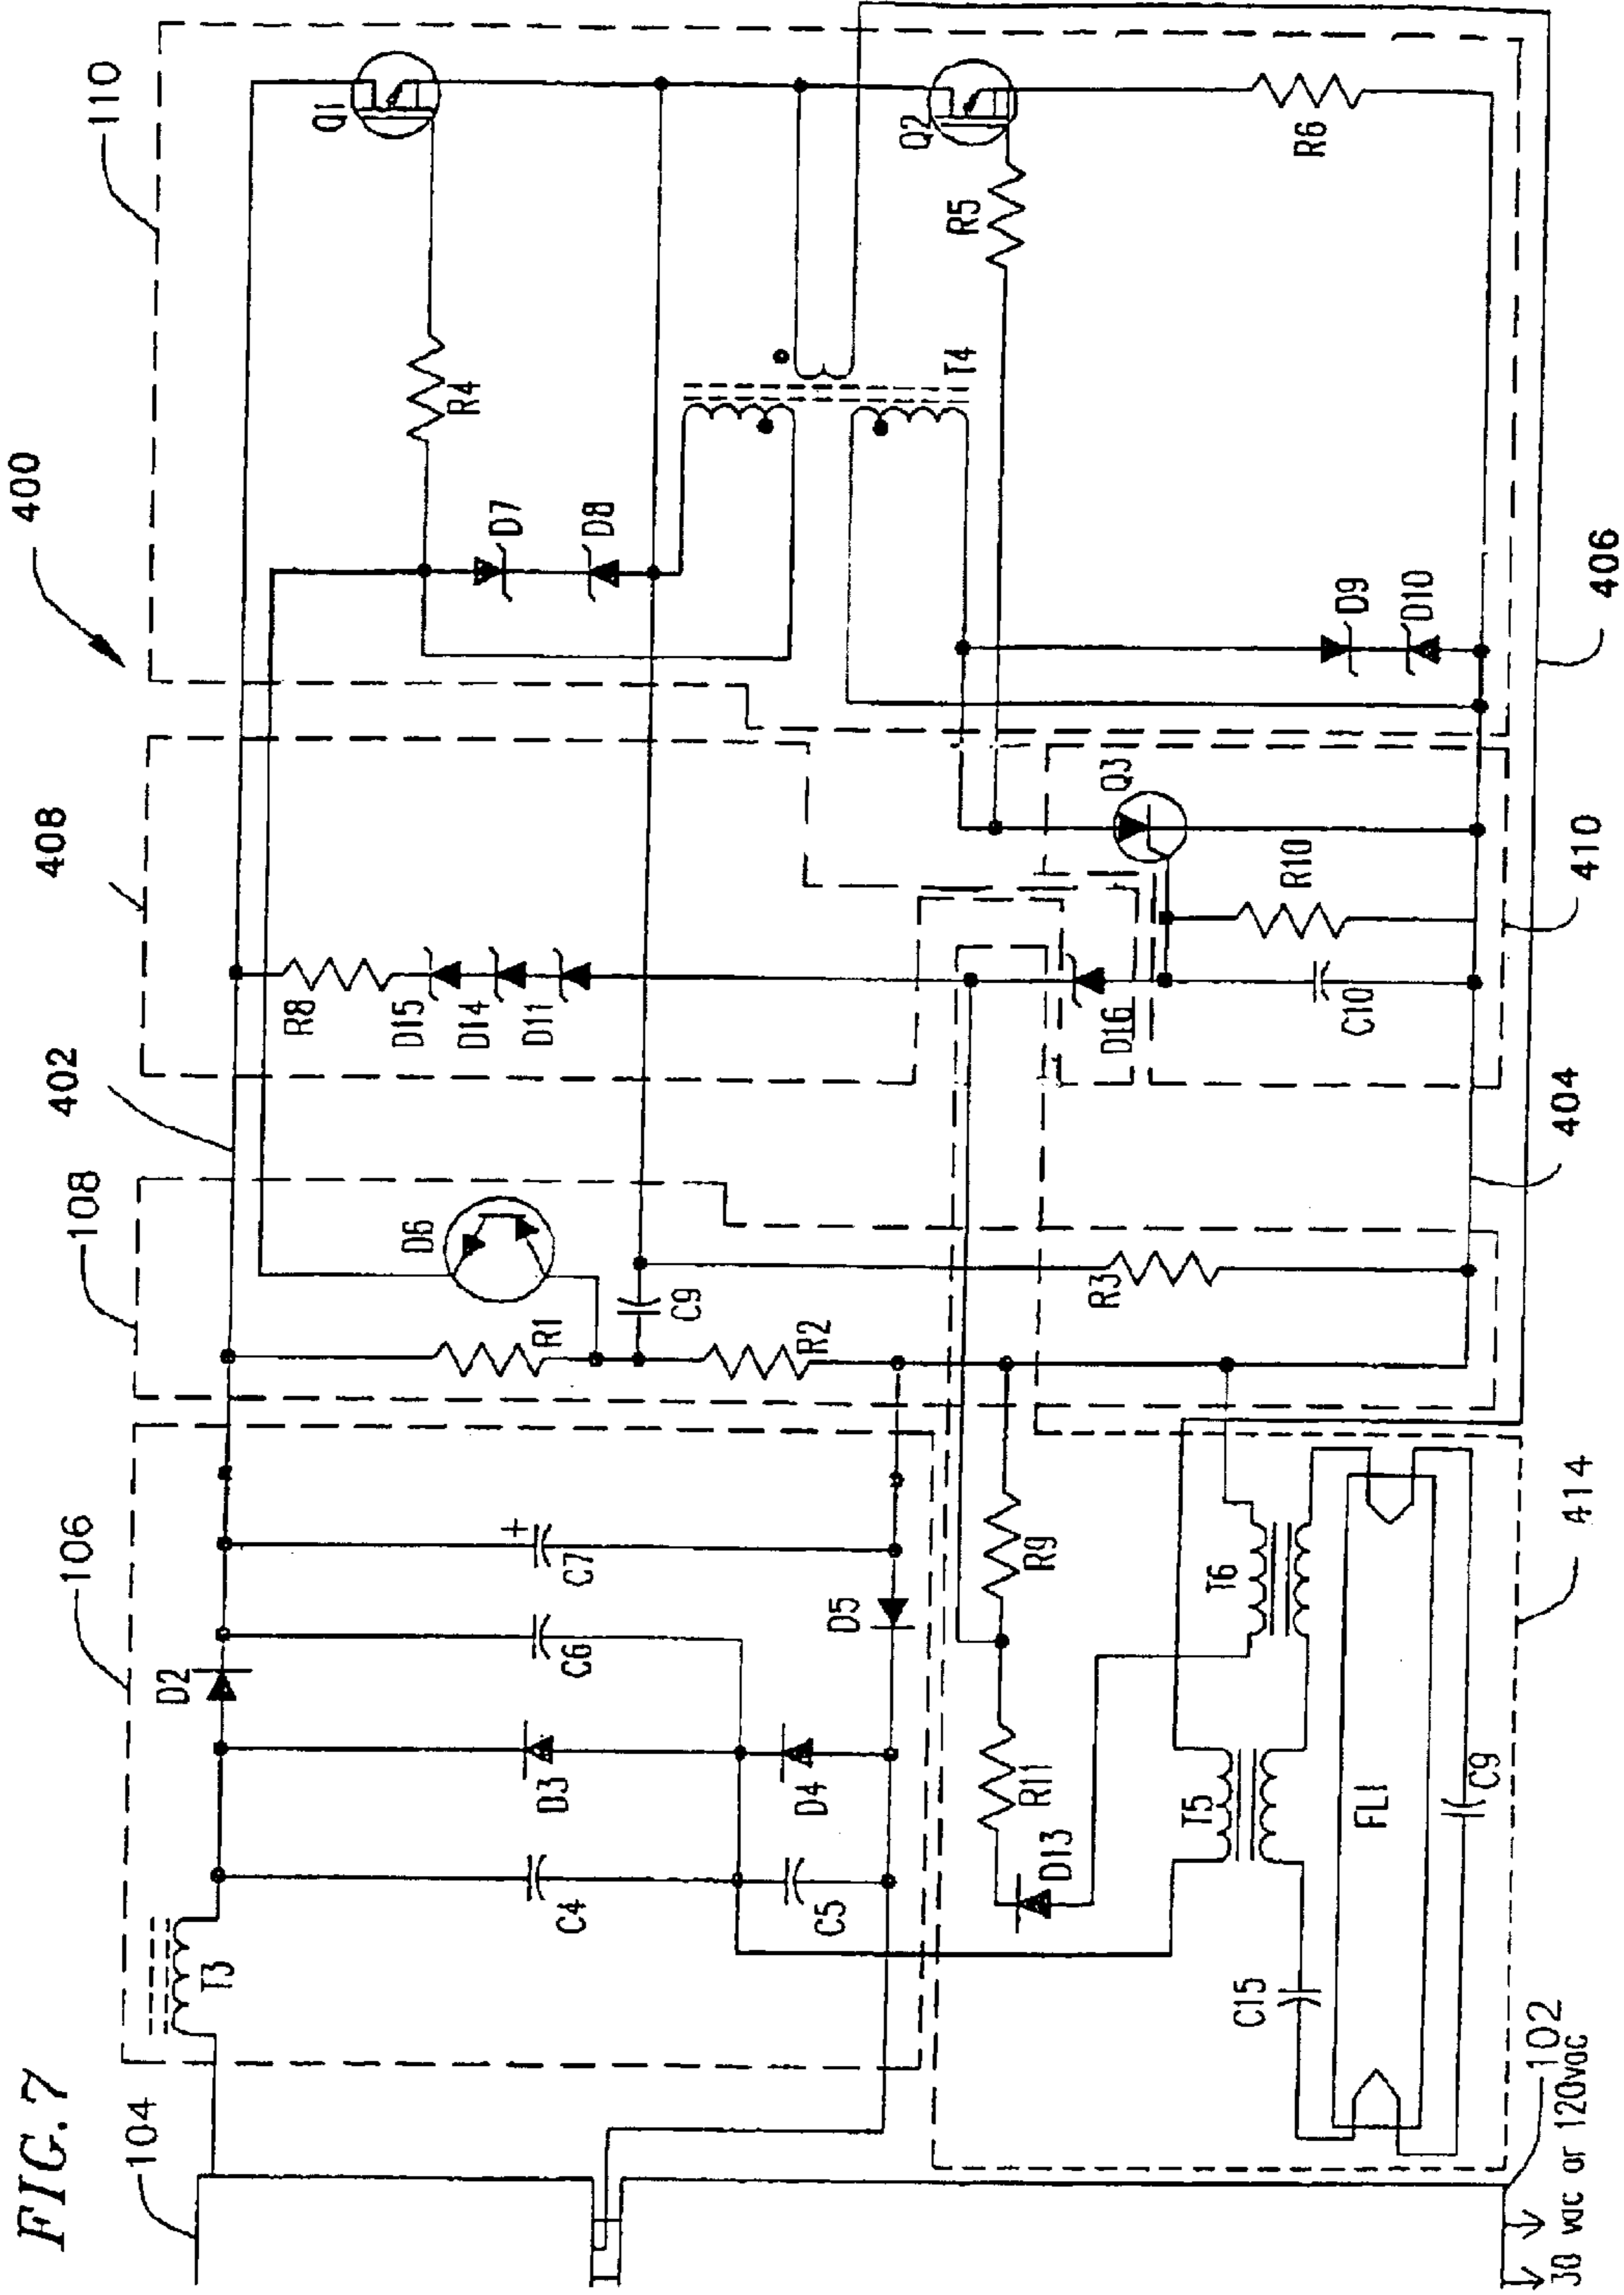 FIG.7
400
104
106
108
402
408
110
T3
D2
C4
D3
C6
C7
+
C5
D4
D5
R1
D6
C9
R2
R3
R8
D15
D14
D11
D16
C10
R10
Q3
D7
D8
R4
Q1
T4
R5
Q2
R6
D9
D10
R9
R11
D13
T5
T6
C15
FL1
C9
414
404
410
406
102
30 vac or 120vac